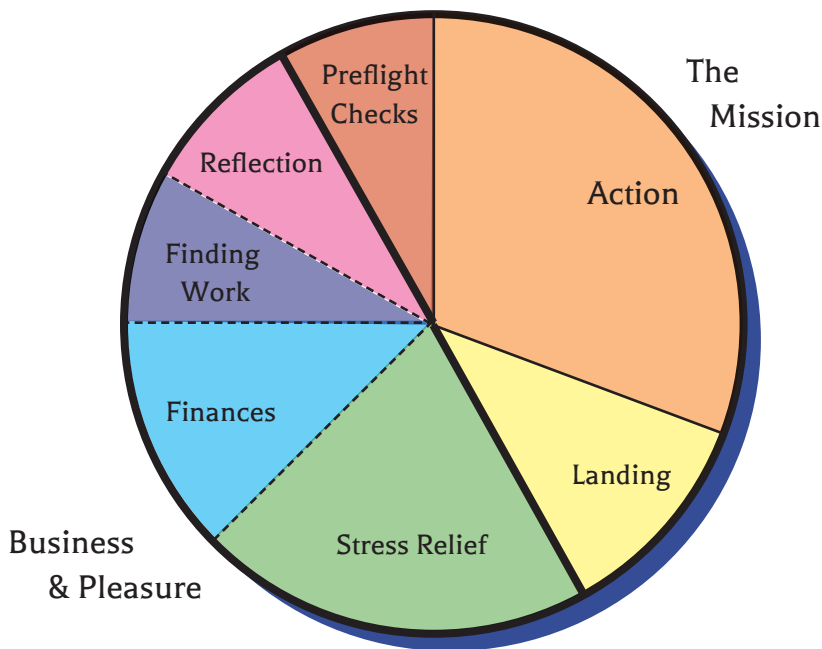 The
Mission
Preflight
Checks
Action
Reflection
Finding
Work
Finances
Landing
Stress Relief
Business
& Pleasure